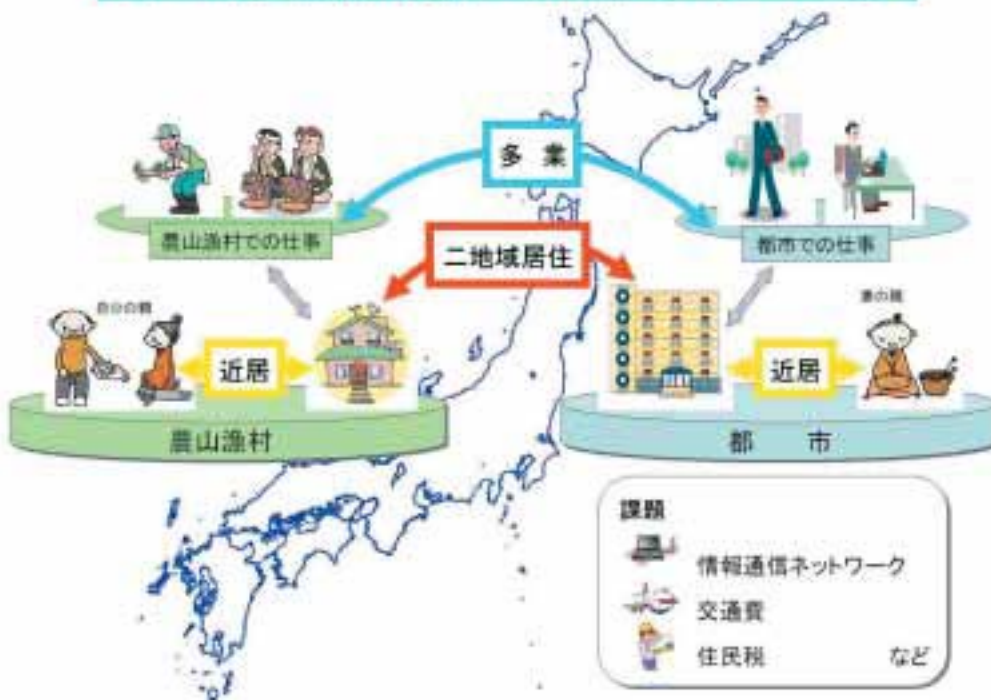 多 業
農山漁村での仕事
都市での仕事
二地域居住
自分の親
妻の親
近居
近居
農山漁村
都 市
課題
情報通信ネットワーク
交通費
住民税 など